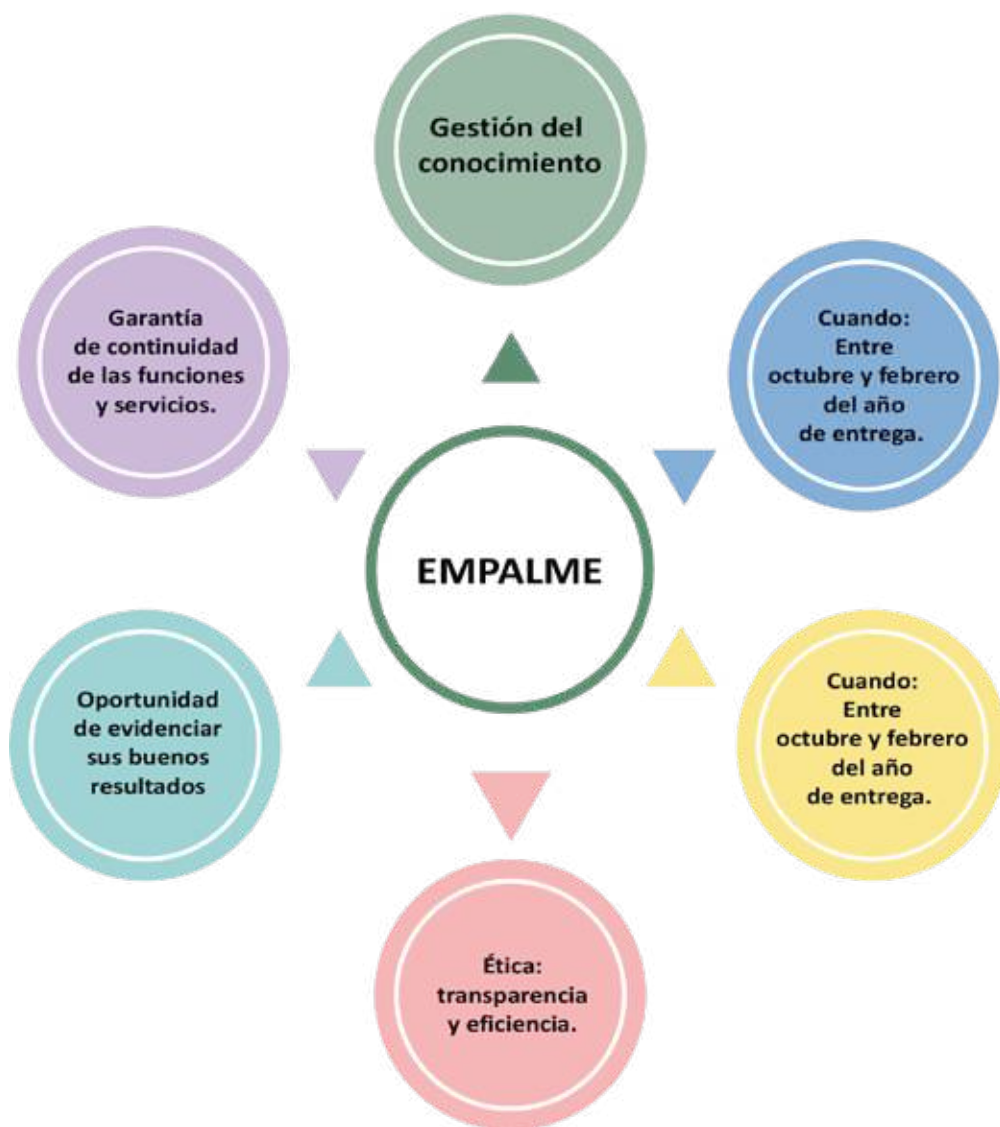 Gestión del
conocimiento
Garantía
de continuidad
de las funciones
y servicios.
Cuando:
Entre
octubre y febrero
del año
de entrega.
EMPALME
Oportunidad
de evidenciar
sus buenos
resultados
Cuando:
Entre
octubre y febrero
del año
de entrega.
Ética:
transparencia
y eficiencia.